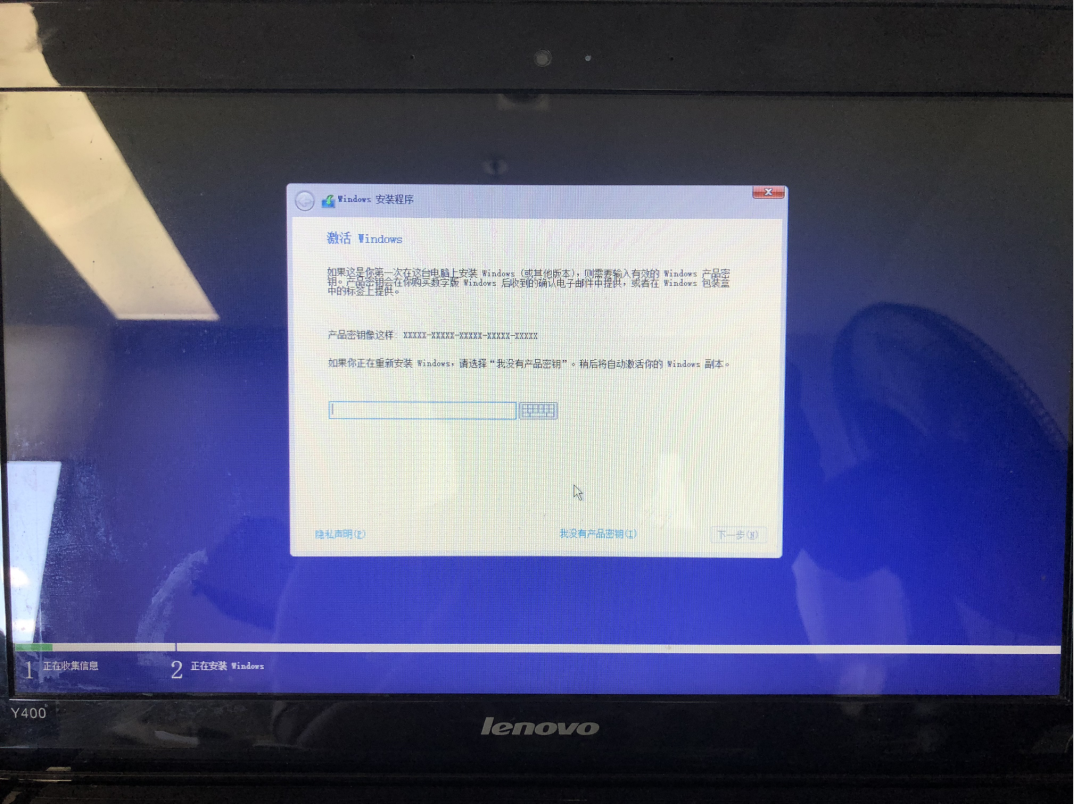 Windows 安装程序
激活 Windows
如果这是你第一次在这台电脑上安装 Windows (或其他版本)，则需要输入有效的 Windows 产品密
钥。产品密钥会在你购买数字版 Windows 后收到的确认电子邮件中提供，或者在 Windows 包装盒
中的标签上提供。
产品密钥像这样: XXXXX-XXXXX-XXXXX-XXXXX-XXXXX
如果你正在重新安装 Windows，请选择“我没有产品密钥”。稍后将自动激活你的 Windows 副本。
隐私声明(P)
我没有产品密钥(I)
下一步(N)
1 正在收集信息
2 正在安装 Windows
Y400
lenovo